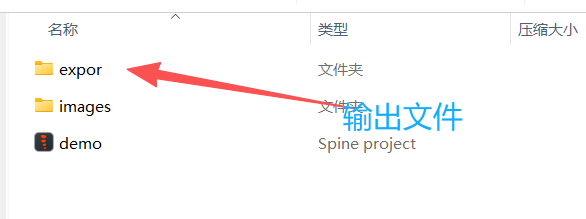 名称 类型 压缩大小
expor 文件夹
images 文件夹
输出文件
demo Spine project